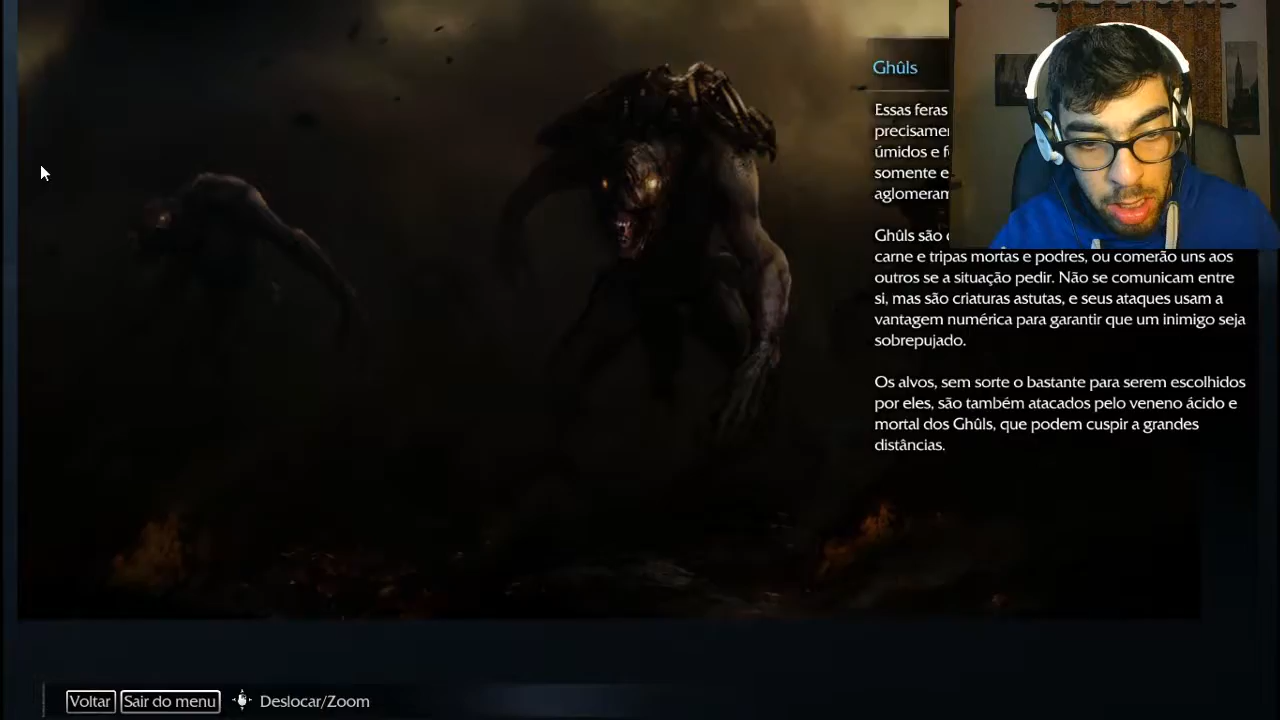 Ghûls
Essas feras
úmidos e
somente e
Ghûls são
carne e tripas mortas e podres, ou comerão uns aos
outros se a situação pedir. Não se comunicam entre
si, mas são criaturas astutas, e seus ataques usam a
vantagem numérica para garantir que um inimigo seja
sobrepujado.
Os alvos, sem sorte o bastante para serem escolhidos
por eles, são também atacados pelo veneno ácido e
mortal dos Ghûls, que podem cuspir a grandes
distâncias.
Voltar Sair do menu Deslocar/Zoom